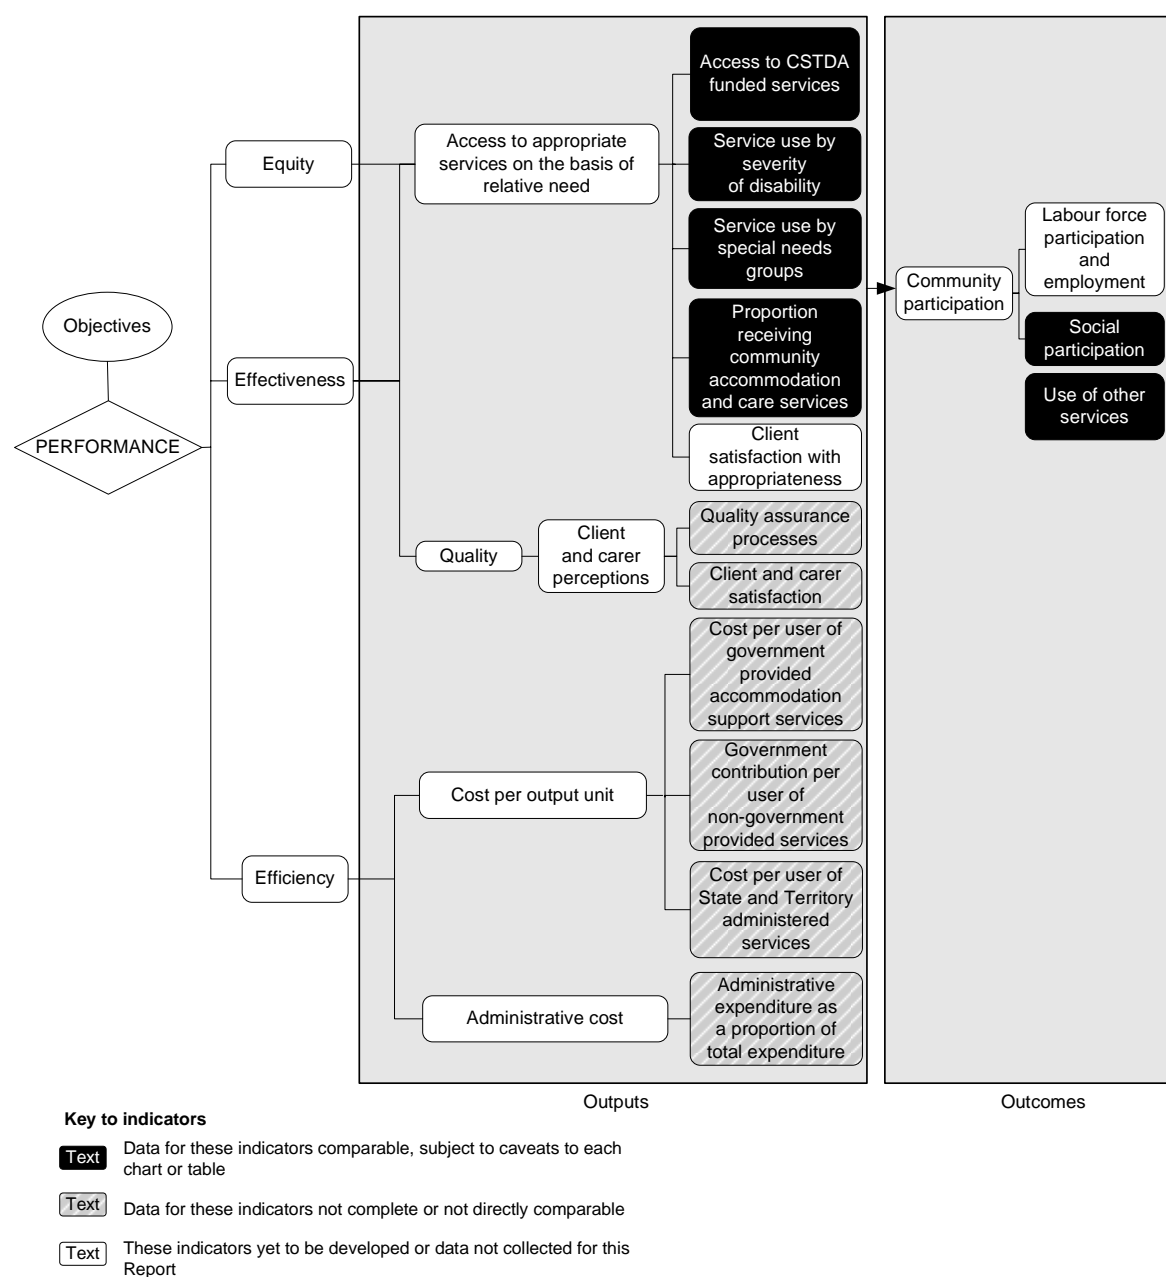 Objectives
PERFORMANCE
Equity
Effectiveness
Efficiency
Access to appropriate
services on the basis of
relative need
Quality
Client
and carer
perceptions
Cost per output unit
Administrative cost
Access to CSTDA
funded services
Service use by
severity
of disability
Service use by
special needs
groups
Proportion
receiving
community
accommodation
and care services
Client
satisfaction with
appropriateness
Quality assurance
processes
Client and carer
satisfaction
Cost per user of
government
provided
accommodation
support services
Government
contribution per
user of
non-government
provided services
Cost per user of
State and Territory
administered
services
Administrative
expenditure as
a proportion of
total expenditure
Outputs
Community
participation
Labour force
participation
and
employment
Social
participation
Use of other
services
Outcomes
Key to indicators
Text
Data for these indicators comparable, subject to caveats to each
chart or table
Text
Data for these indicators not complete or not directly comparable
Text
These indicators yet to be developed or data not collected for this
Report